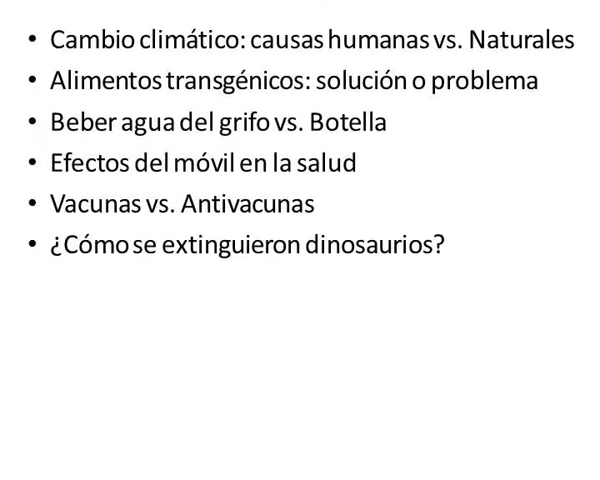 • Cambio climático: causas humanas vs. Naturales
• Alimentos transgénicos: solución o problema
• Beber agua del grifo vs. Botella
• Efectos del móvil en la salud
• Vacunas vs. Antivacunas
• ¿Cómo se extinguieron dinosaurios?